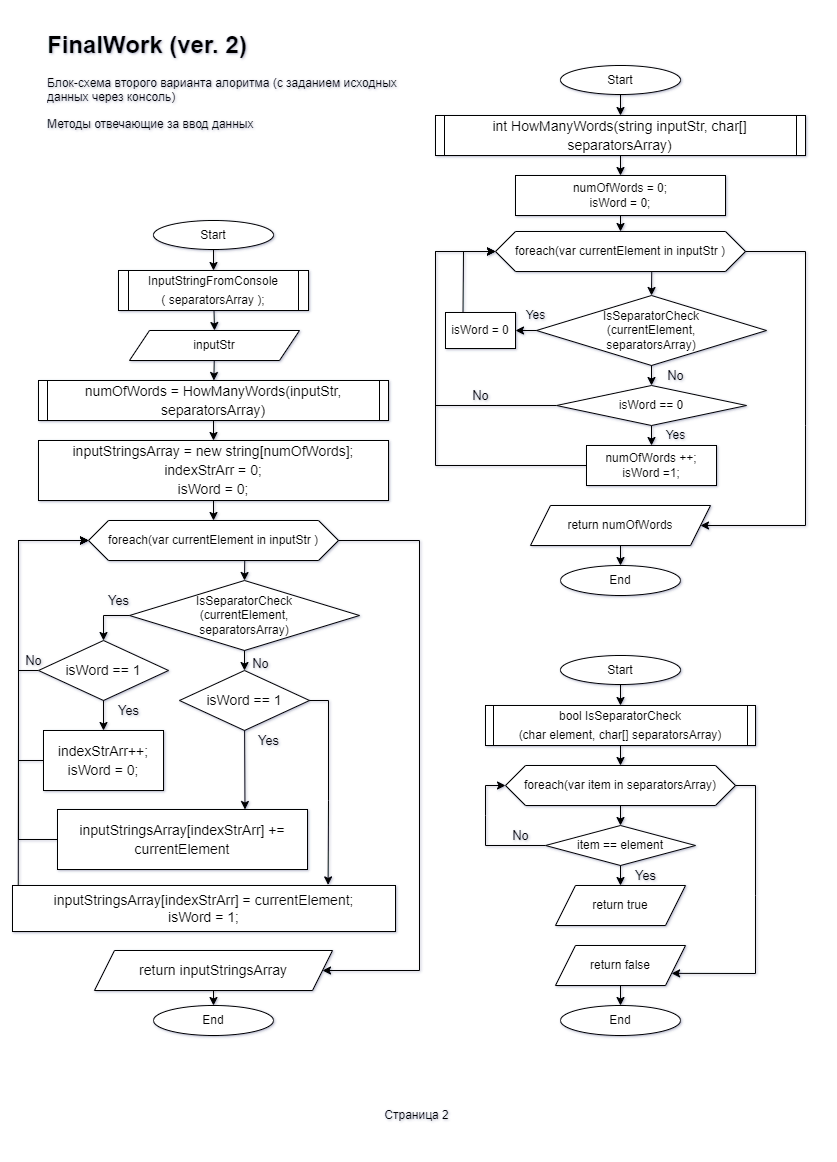 FinalWork (ver. 2)
Блок-схема второго варианта алоритма (с заданием исходных
данных через консоль)
Методы отвечающие за ввод данных
Start
InputStringFromConsole
( separatorsArray );
inputStr
numOfWords = HowManyWords(inputStr,
separatorsArray)
inputStringsArray = new string[numOfWords];
indexStrArr = 0;
isWord = 0;
foreach(var currentElement in inputStr )
IsSeparatorCheck
(currentElement,
separatorsArray)
Yes
No
isWord == 1
No
Yes
isWord == 1
Yes
indexStrArr++;
isWord = 0;
inputStringsArray[indexStrArr] +=
currentElement
inputStringsArray[indexStrArr] = currentElement;
isWord = 1;
return inputStringsArray
End
Start
int HowManyWords(string inputStr, char[]
separatorsArray)
numOfWords = 0;
isWord = 0;
foreach(var currentElement in inputStr )
IsSeparatorCheck
(currentElement,
separatorsArray)
Yes
isWord = 0
No
isWord == 0
No
Yes
numOfWords ++;
isWord =1;
return numOfWords
End
Start
bool IsSeparatorCheck
(char element, char[] separatorsArray)
foreach(var item in separatorsArray)
No
item == element
Yes
return true
return false
End
Страница 2